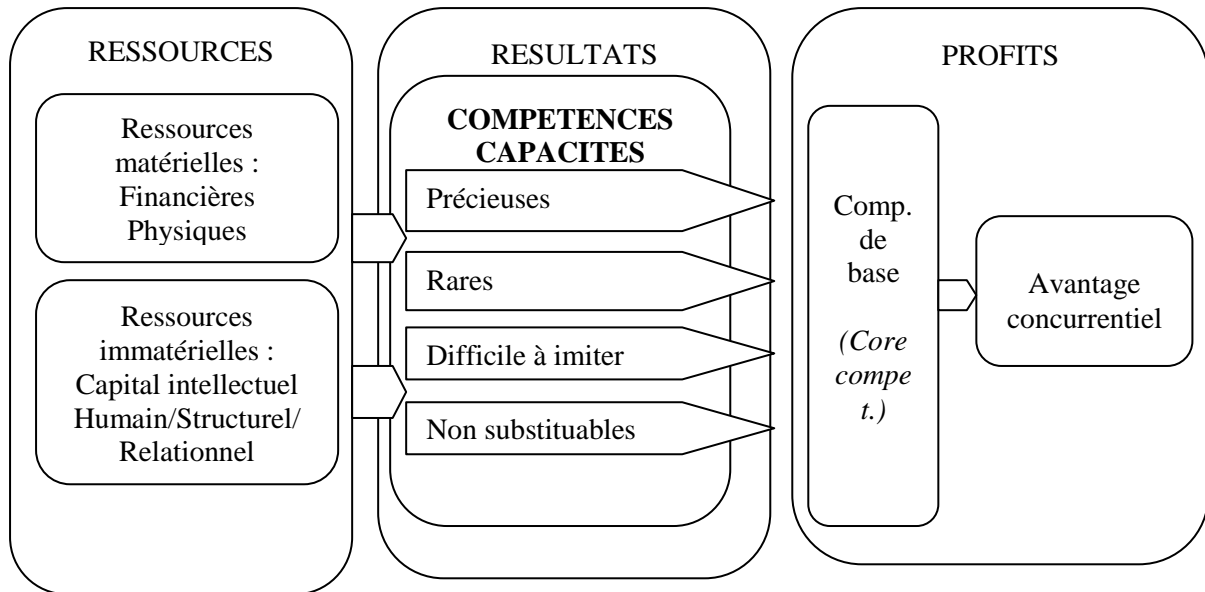 RESSOURCES
Ressources
matérielles :
Financières
Physiques
Ressources
immatérielles :
Capital intellectuel
Humain/Structurel/
Relationnel
RESULTATS
COMPETENCES
CAPACITES
Précieuses
Rares
Difficile à imiter
Non substituables
PROFITS
Comp.
de
base
(Core
compe
t.)
Avantage
concurrentiel